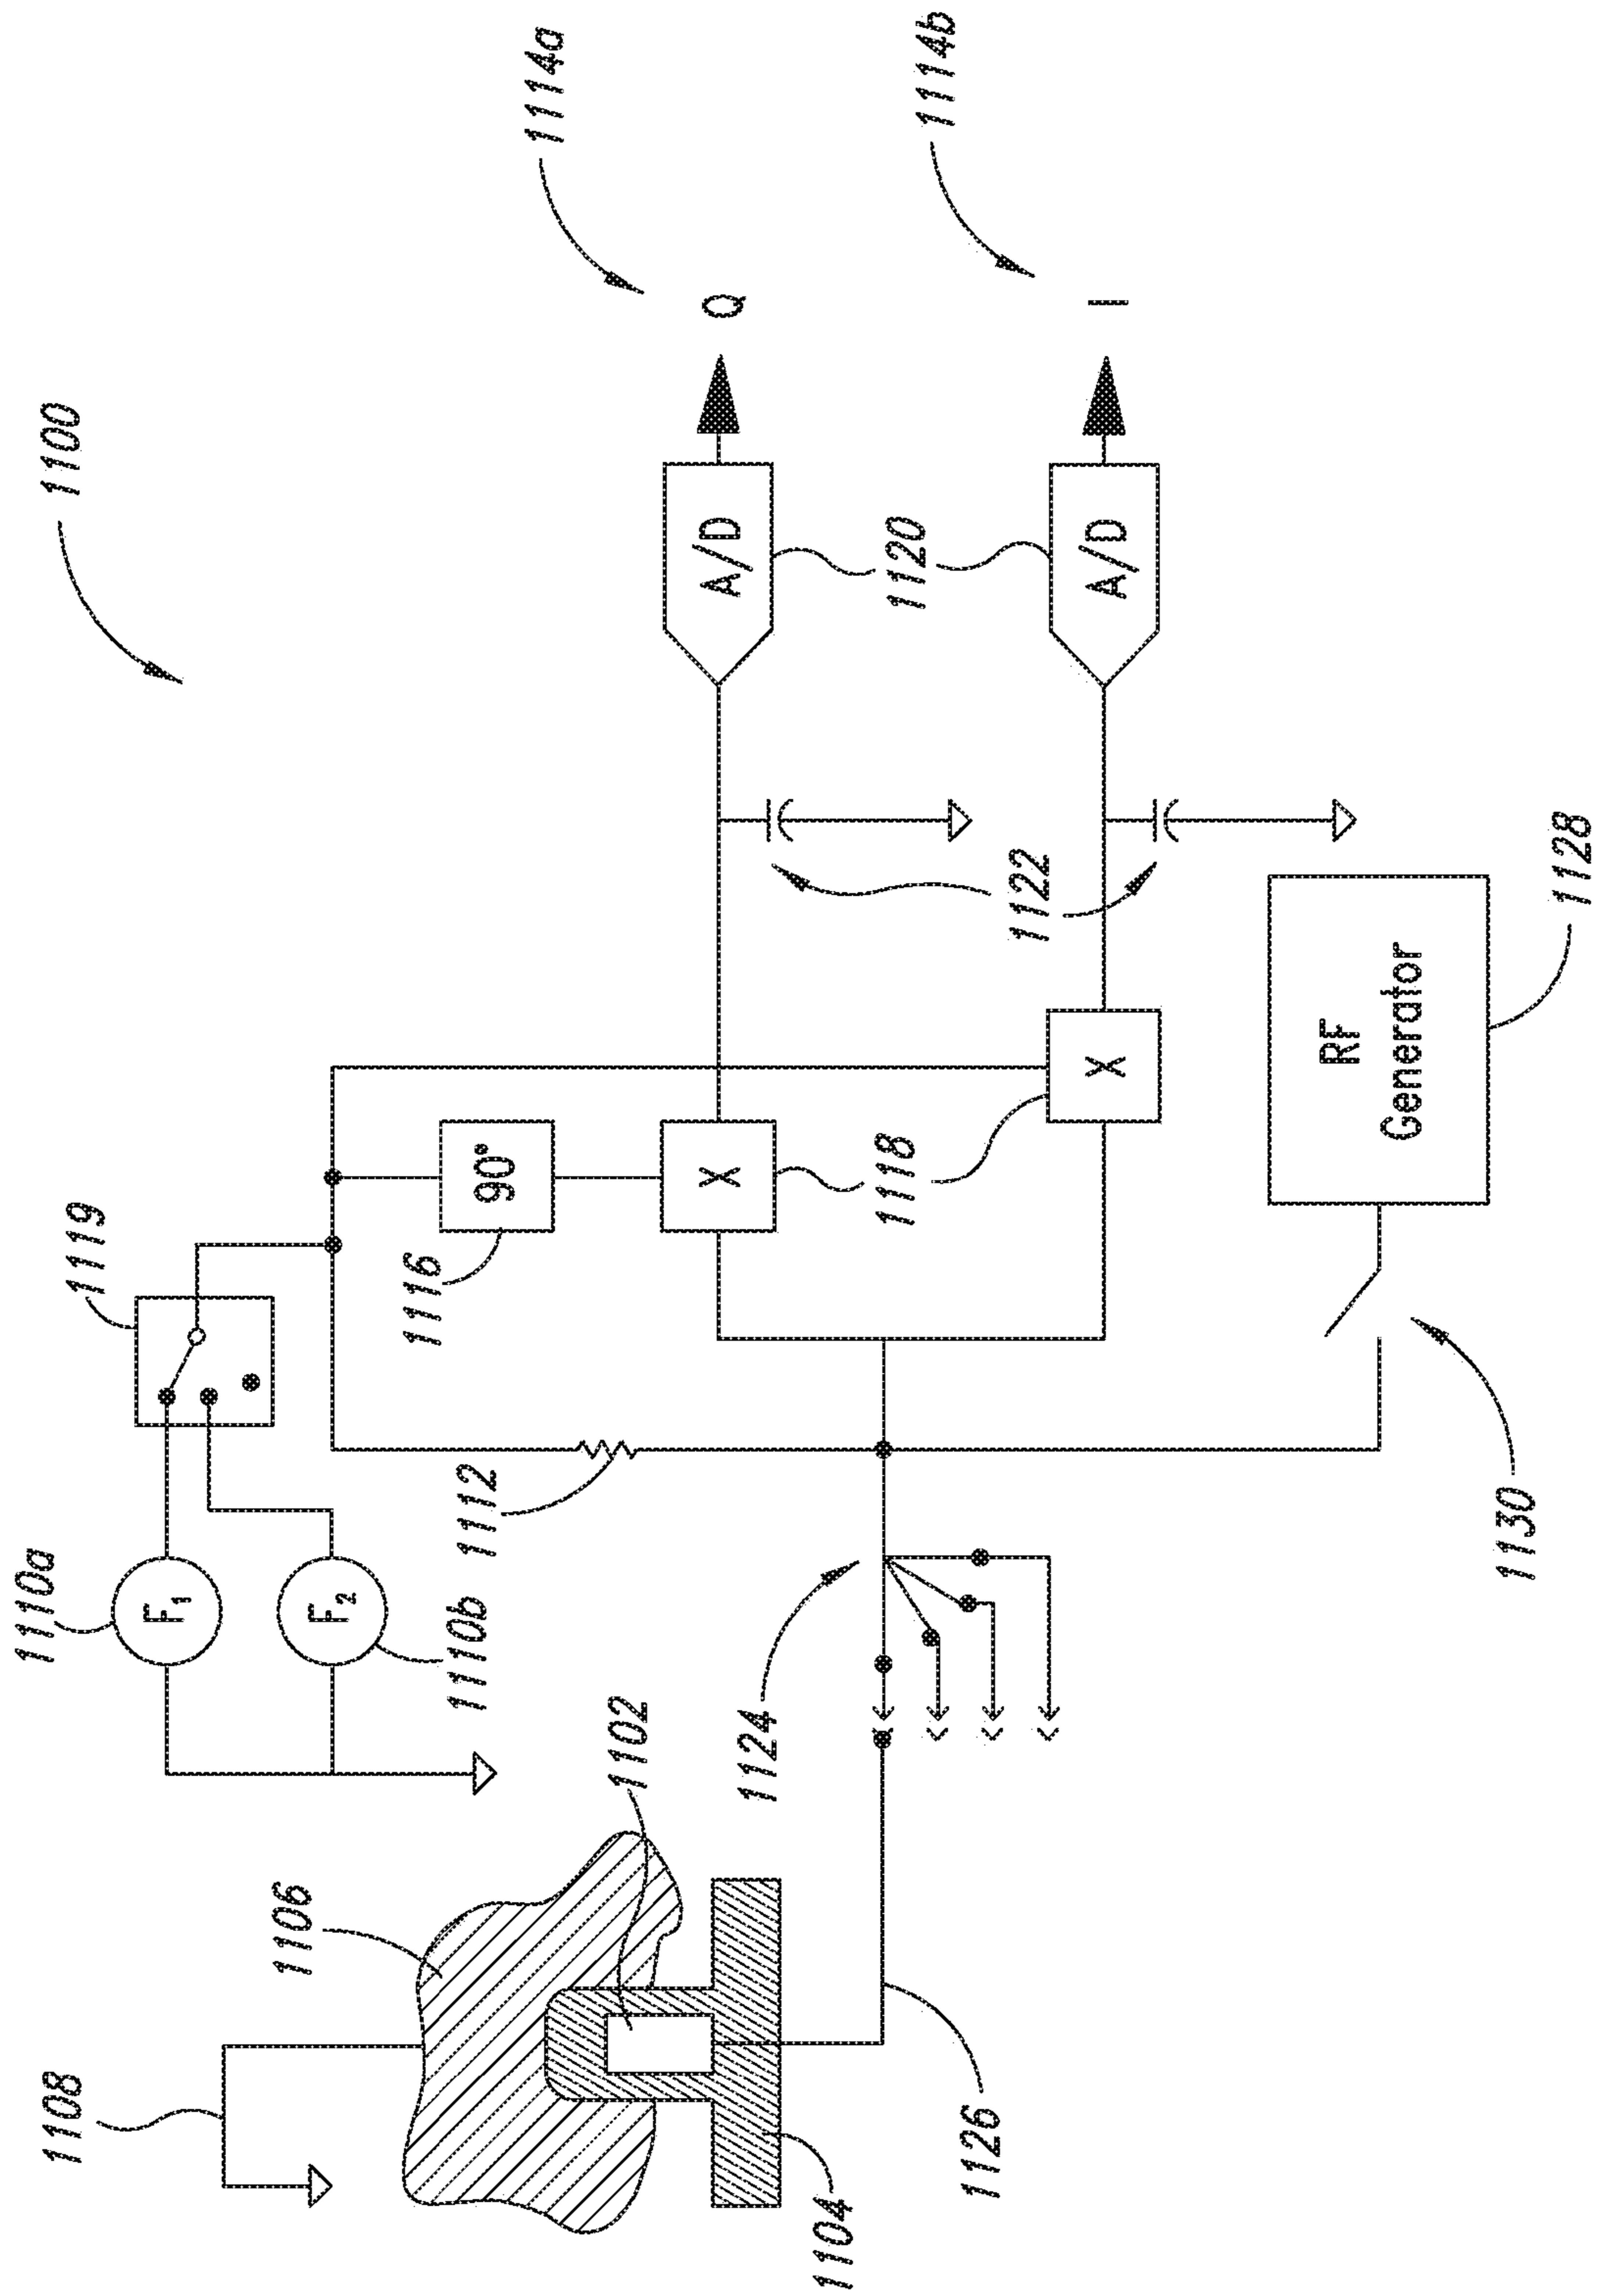 1100
1108
1106
1102
1104
1126
1124
1110a
F₁
F₂
1110b
1112
1119
1116
90°
X
1118
X
1122
A/D
1120
A/D
Q
1114a
I
1114b
RF
Generator
1128
1130